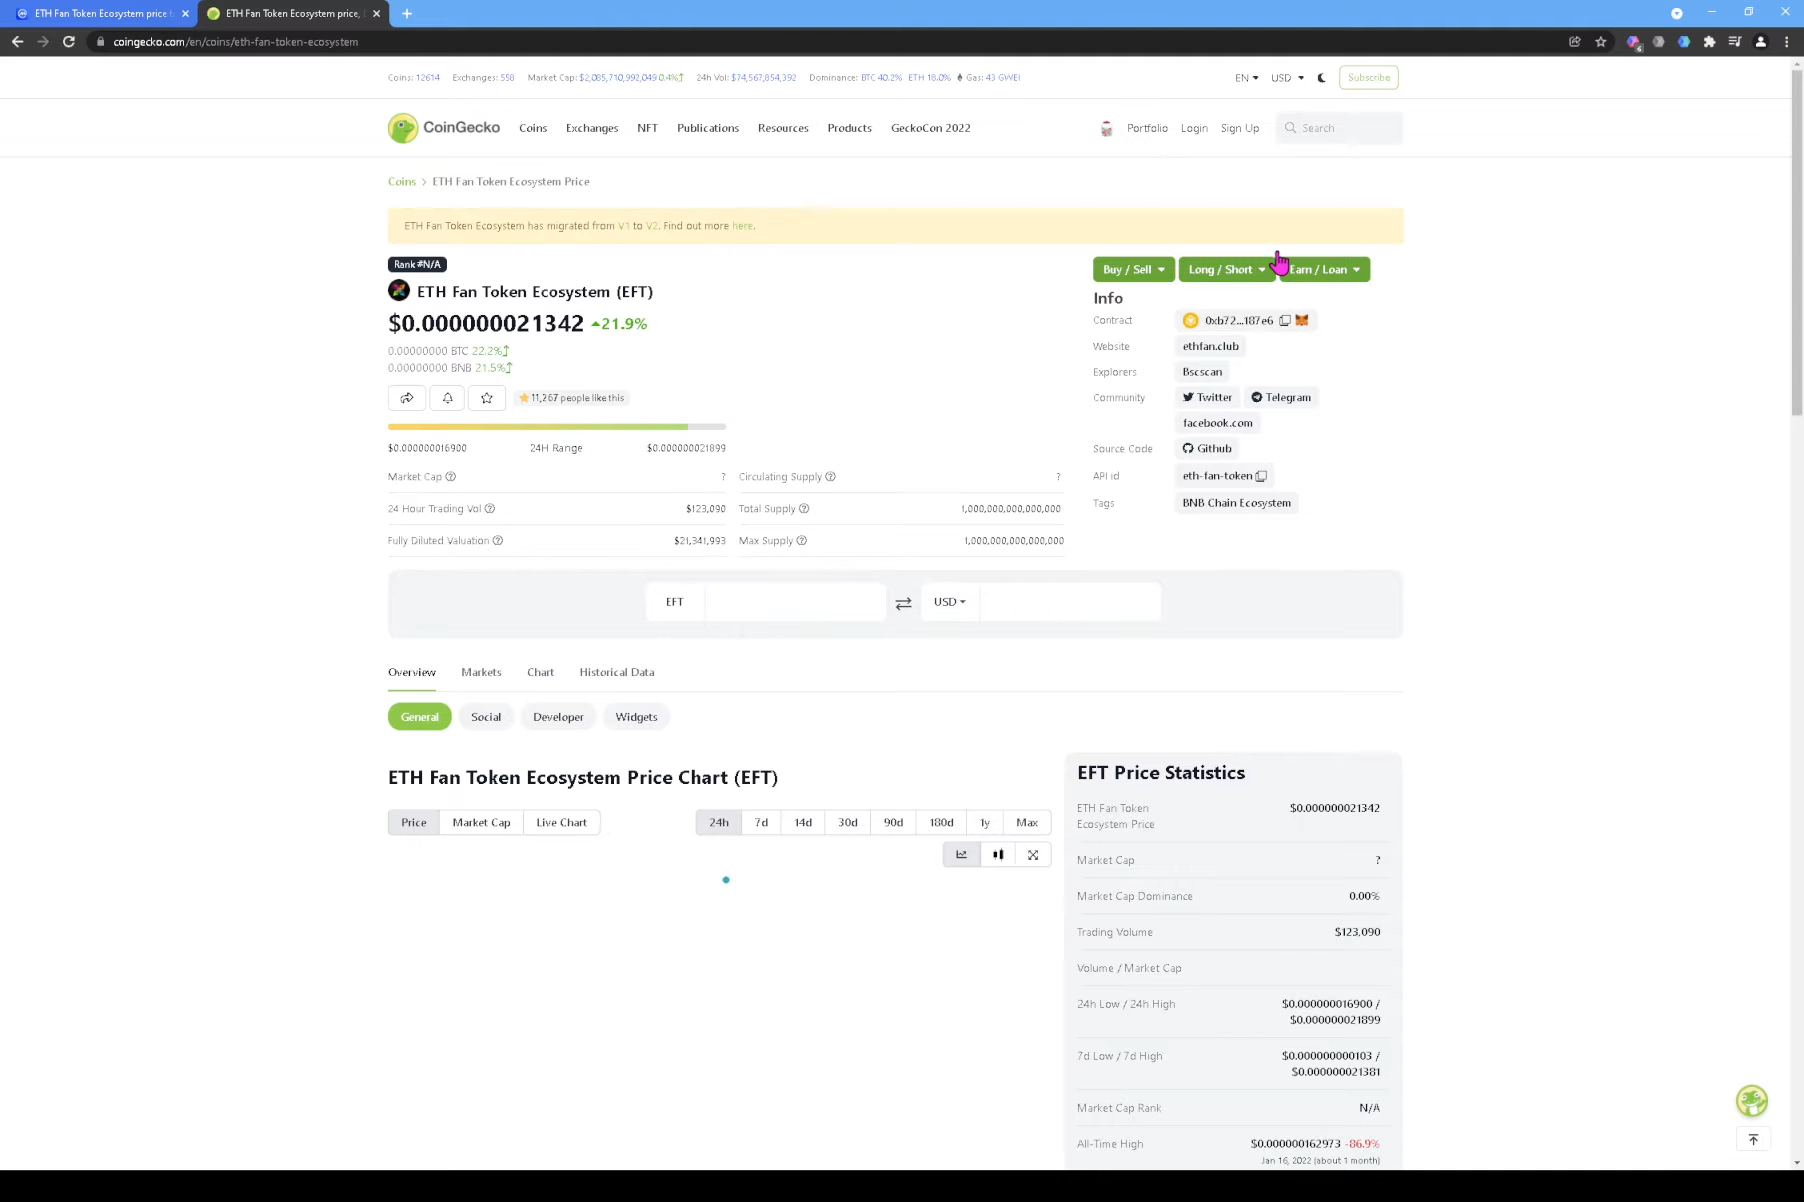 ETH Fan Token Ecosystem price t
ETH Fan Token Ecosystem price,
coingecko.com/en/coins/eth-fan-token-ecosystem
6
Coins: 12614 Exchanges: 558 Market Cap: $2,085,710,992,049 0.4% 24h Vol: $74,567,854,392 Dominance: BTC 40.2% ETH 18.0% Gas: 43 GWEI
EN USD Subscribe
CoinGecko Coins Exchanges NFT Publications Resources Products GeckoCon 2022 Portfolio Login Sign Up Search
Coins > ETH Fan Token Ecosystem Price
ETH Fan Token Ecosystem has migrated from V1 to V2. Find out more here.
Rank #N/A
ETH Fan Token Ecosystem (EFT)
$0.000000021342 21.9%
0.00000000 BTC 22.2%
0.00000000 BNB 21.5%
11,267 people like this
$0.000000016900 24H Range $0.000000021899
Market Cap ?
24 Hour Trading Vol $123,090
Fully Diluted Valuation $21,341,993
Circulating Supply ?
Total Supply 1,000,000,000,000,000
Max Supply 1,000,000,000,000,000
Buy / Sell Long / Short Earn / Loan
Info
Contract 0xb72...187e6
Website ethfan.club
Explorers Bscscan
Community Twitter Telegram
facebook.com
Source Code Github
API id eth-fan-token
Tags BNB Chain Ecosystem
EFT USD
Overview Markets Chart Historical Data
General Social Developer Widgets
ETH Fan Token Ecosystem Price Chart (EFT)
Price Market Cap Live Chart
24h 7d 14d 30d 90d 180d 1y Max
EFT Price Statistics
ETH Fan Token $0.000000021342
Ecosystem Price
Market Cap ?
Market Cap Dominance 0.00%
Trading Volume $123,090
Volume / Market Cap
24h Low / 24h High $0.000000016900 /
$0.000000021899
7d Low / 7d High $0.000000000103 /
$0.000000021381
Market Cap Rank N/A
All-Time High $0.000000162973 -86.9%
Jan 16, 2022 (about 1 month)